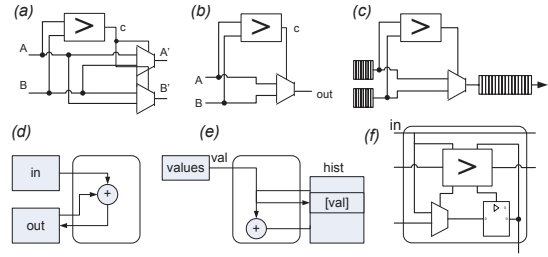 (a)
>
c
A
A'
B
B'
(b)
>
c
A
B
out
(c)
>
(d)
in
out
+
(e)
values
val
hist
[val]
+
(f)
in
>